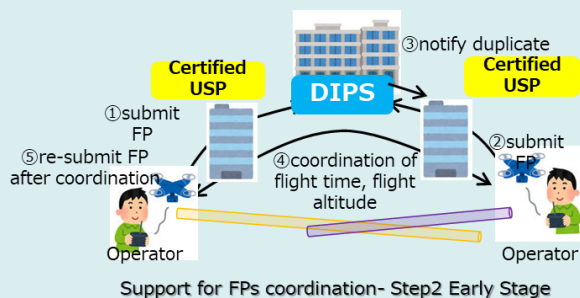 ③notify duplicate
Certified
USP
Certified
USP
DIPS
①submit
FP
②submit
FP
⑤re-submit FP
after coordination
④coordination of
flight time, flight
altitude
Operator
Operator
Support for FPs coordination- Step2 Early Stage